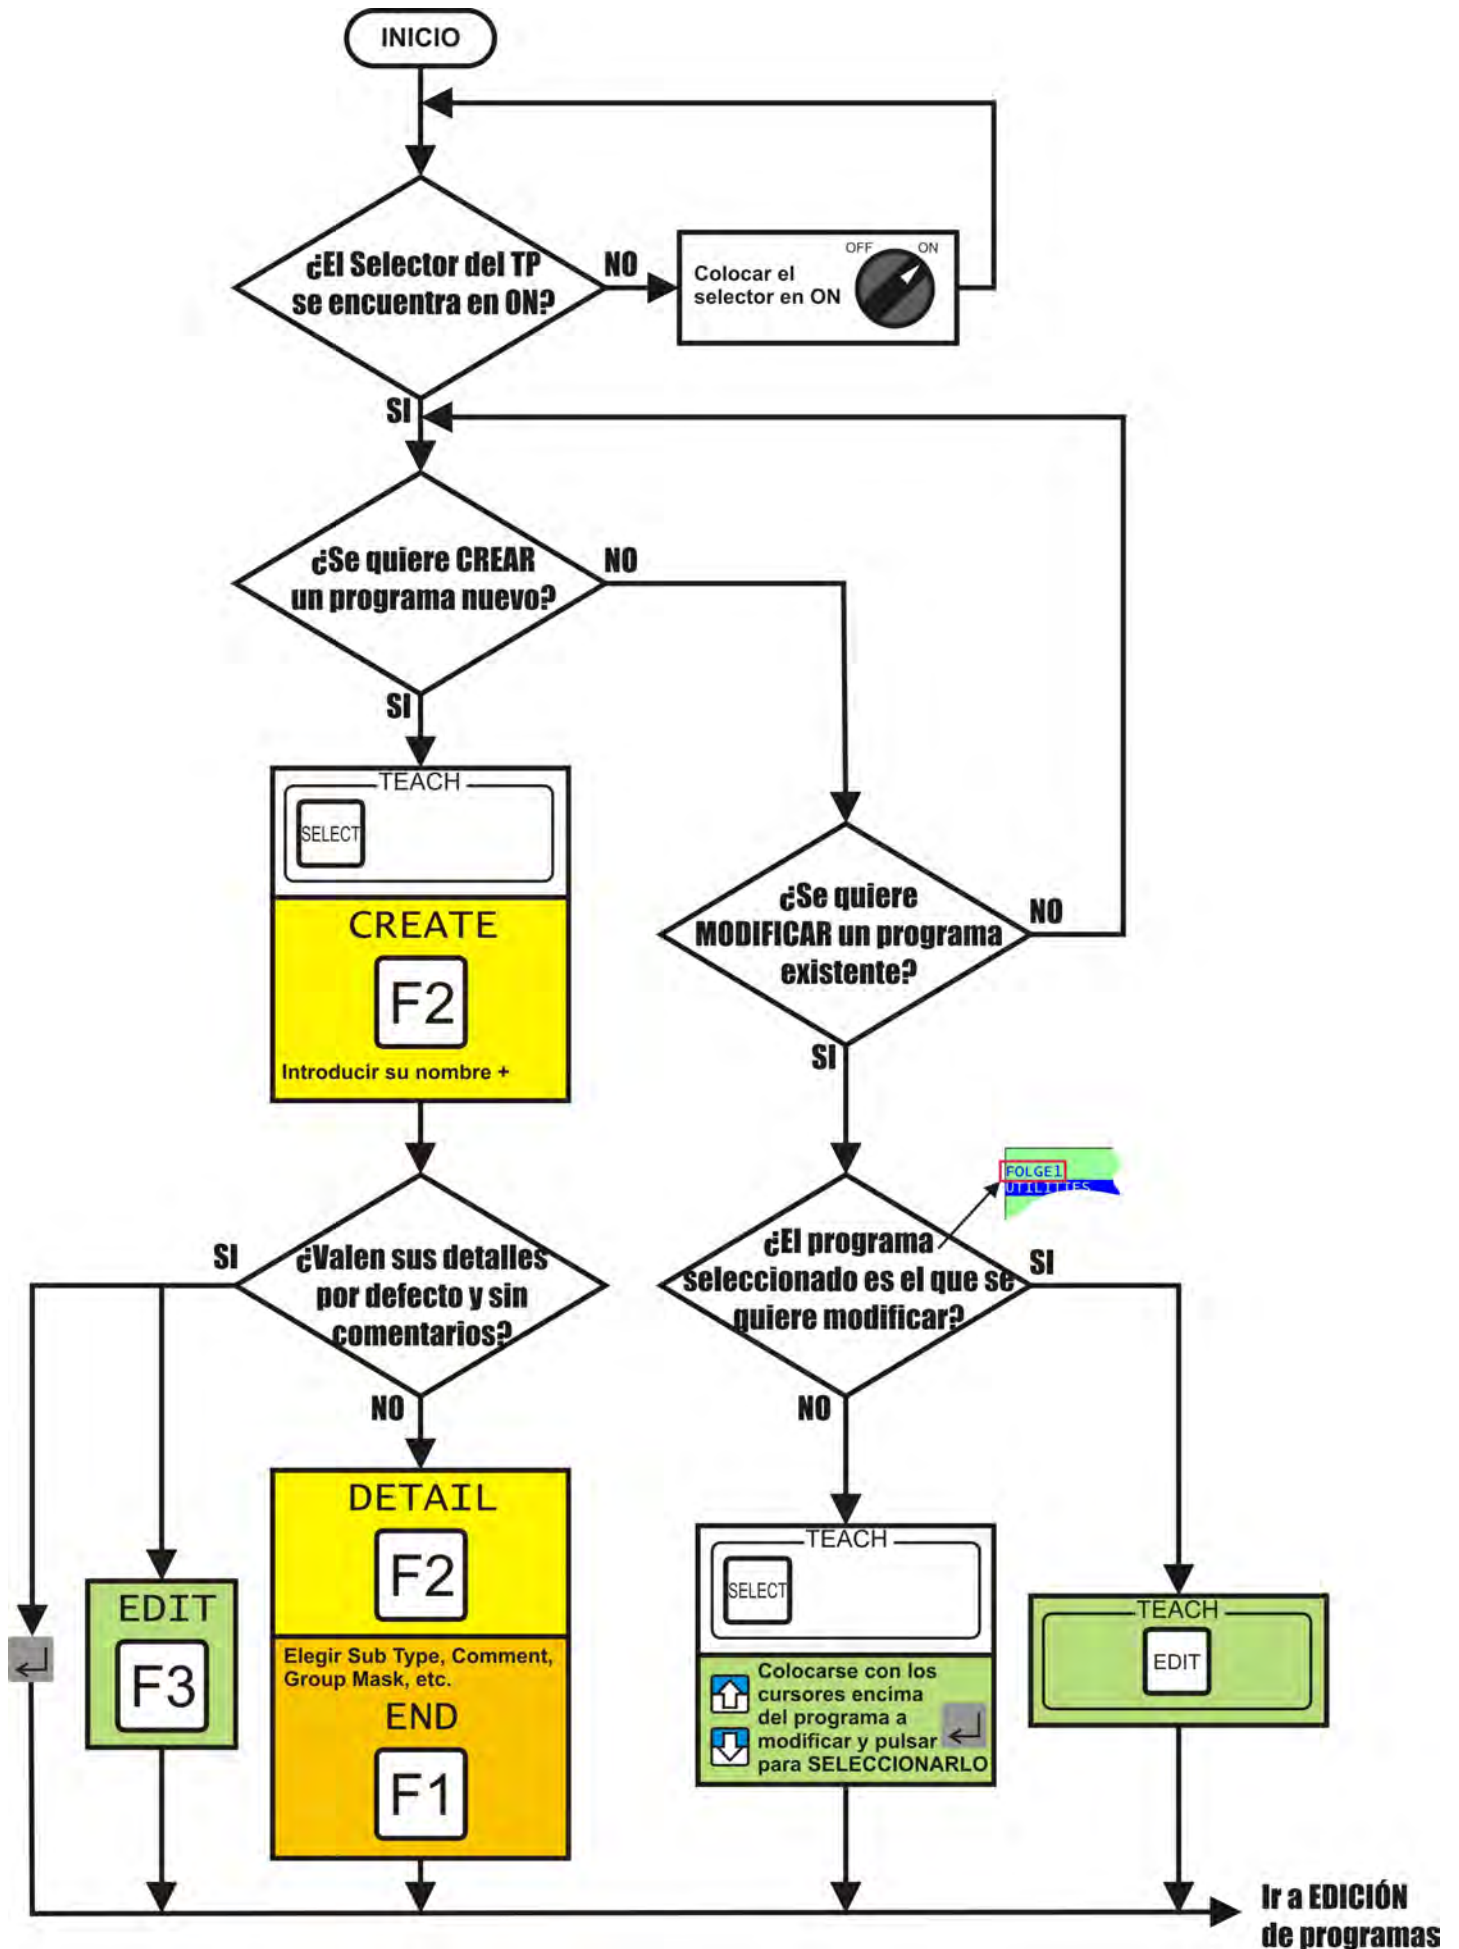 INICIO
¿El Selector del TP
se encuentra en ON?
NO
Colocar el
selector en ON
OFF
ON
SI
¿Se quiere CREAR
un programa nuevo?
NO
SI
TEACH
SELECT
CREATE
F2
Introducir su nombre +
¿Se quiere
MODIFICAR un programa
existente?
NO
SI
¿Valen sus detalles
por defecto y sin
comentarios?
SI
NO
FOLGE1
UTILITIES
¿El programa
seleccionado es el que se
quiere modificar?
SI
NO
EDIT
F3
DETAIL
F2
Elegir Sub Type, Comment,
Group Mask, etc.
END
F1
TEACH
SELECT
Colocarse con los
cursores encima
del programa a
modificar y pulsar
para SELECCIONARLO
TEACH
EDIT
Ir a EDICIÓN
de programas